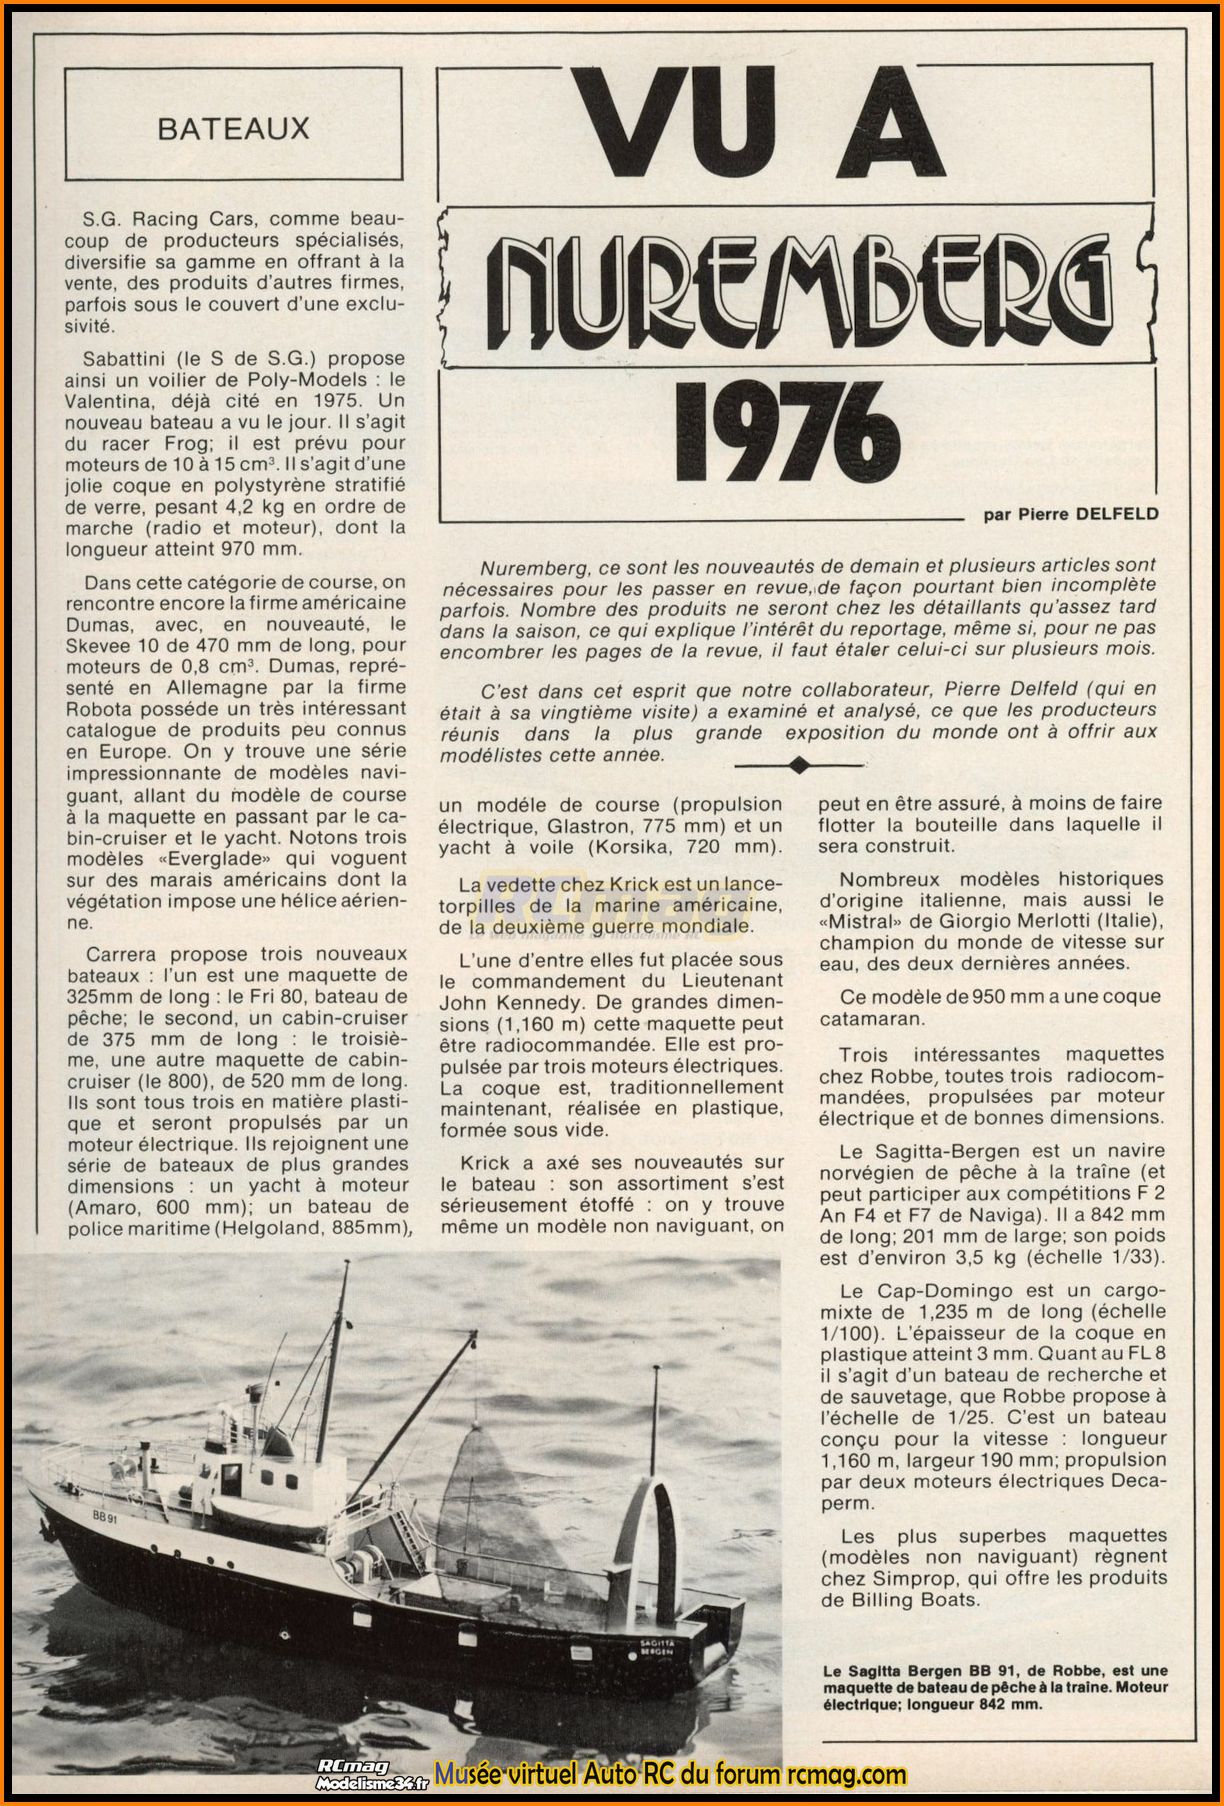 BATEAUX
VU A
NUREMBERG
1976
par Pierre DELFELD
Nuremberg, ce sont les nouveautés de demain et plusieurs articles sont
nécessaires pour les passer en revue, de façon pourtant bien incomplète
parfois. Nombre des produits ne seront chez les détaillants qu'assez tard
dans la saison, ce qui explique l'intérêt du reportage, même si, pour ne pas
encombrer les pages de la revue, il faut étaler celui-ci sur plusieurs mois.
C'est dans cet esprit que notre collaborateur, Pierre Delfeld (qui en
était à sa vingtième visite) a examiné et analysé, ce que les producteurs
réunis dans la plus grande exposition du monde ont à offrir aux
modélistes cette année.
S.G. Racing Cars, comme beau-
coup de producteurs spécialisés,
diversifie sa gamme en offrant à la
vente, des produits d'autres firmes,
parfois sous le couvert d'une exclu-
sivité.
Sabattini (le S de S.G.) propose
ainsi un voilier de Poly-Models : le
Valentina, déjà cité en 1975. Un
nouveau bateau a vu le jour. Il s'agit
du racer Frog; il est prévu pour
moteurs de 10 à 15 cm³. Il s'agit d'une
jolie coque en polystyrène stratifié
de verre, pesant 4,2 kg en ordre de
marche (radio et moteur), dont la
longueur atteint 970 mm.
Dans cette catégorie de course, on
rencontre encore la firme américaine
Dumas, avec, en nouveauté, le
Skevee 10 de 470 mm de long, pour
moteurs de 0,8 cm³. Dumas, repré-
senté en Allemagne par la firme
Robota posséde un très intéressant
catalogue de produits peu connus
en Europe. On y trouve une série
impressionnante de modèles navi-
guant, allant du modèle de course
à la maquette en passant par le ca-
bin-cruiser et le yacht. Notons trois
modèles «Everglade» qui voguent
sur des marais américains dont la
végétation impose une hélice aérien-
ne.
Carrera propose trois nouveaux
bateaux : l'un est une maquette de
325mm de long : le Fri 80, bateau de
pêche; le second, un cabin-cruiser
de 375 mm de long : le troisiè-
me, une autre maquette de cabin-
cruiser (le 800), de 520 mm de long.
Ils sont tous trois en matière plasti-
que et seront propulsés par un
moteur électrique. Ils rejoignent une
série de bateaux de plus grandes
dimensions : un yacht à moteur
(Amaro, 600 mm); un bateau de
police maritime (Helgoland, 885mm),
un modéle de course (propulsion
électrique, Glastron, 775 mm) et un
yacht à voile (Korsika, 720 mm).
La vedette chez Krick est un lance-
torpilles de la marine américaine,
de la deuxième guerre mondiale.
L'une d'entre elles fut placée sous
le commandement du Lieutenant
John Kennedy. De grandes dimen-
sions (1,160 m) cette maquette peut
être radiocommandée. Elle est pro-
pulsée par trois moteurs électriques.
La coque est, traditionnellement
maintenant, réalisée en plastique,
formée sous vide.
Krick a axé ses nouveautés sur
le bateau : son assortiment s'est
sérieusement étoffé : on y trouve
même un modèle non naviguant, on
peut en être assuré, à moins de faire
flotter la bouteille dans laquelle il
sera construit.
Nombreux modèles historiques
d'origine italienne, mais aussi le
«Mistral» de Giorgio Merlotti (Italie),
champion du monde de vitesse sur
eau, des deux dernières années.
Ce modèle de 950 mm a une coque
catamaran.
Trois intéressantes maquettes
chez Robbe, toutes trois radiocom-
mandées, propulsées par moteur
électrique et de bonnes dimensions.
Le Sagitta-Bergen est un navire
norvégien de pêche à la traîne (et
peut participer aux compétitions F 2
An F4 et F7 de Naviga). Il a 842 mm
de long; 201 mm de large; son poids
est d'environ 3,5 kg (échelle 1/33).
Le Cap-Domingo est un cargo-
mixte de 1,235 m de long (échelle
1/100). L'épaisseur de la coque en
plastique atteint 3 mm. Quant au FL 8
il s'agit d'un bateau de recherche et
de sauvetage, que Robbe propose à
l'échelle de 1/25. C'est un bateau
conçu pour la vitesse : longueur
1,160 m, largeur 190 mm; propulsion
par deux moteurs électriques Deca-
perm.
Les plus superbes maquettes
(modèles non naviguant) règnent
chez Simprop, qui offre les produits
de Billing Boats.
Le Sagitta Bergen BB 91, de Robbe, est une
maquette de bateau de pêche à la traîne. Moteur
électrique; longueur 842 mm.
BB 91
SAGITTA
BERGEN
RCmag
Le Web magazine du modélisme RC
RCmag
Modelisme34.fr
Musée virtuel Auto RC du forum rcmag.com